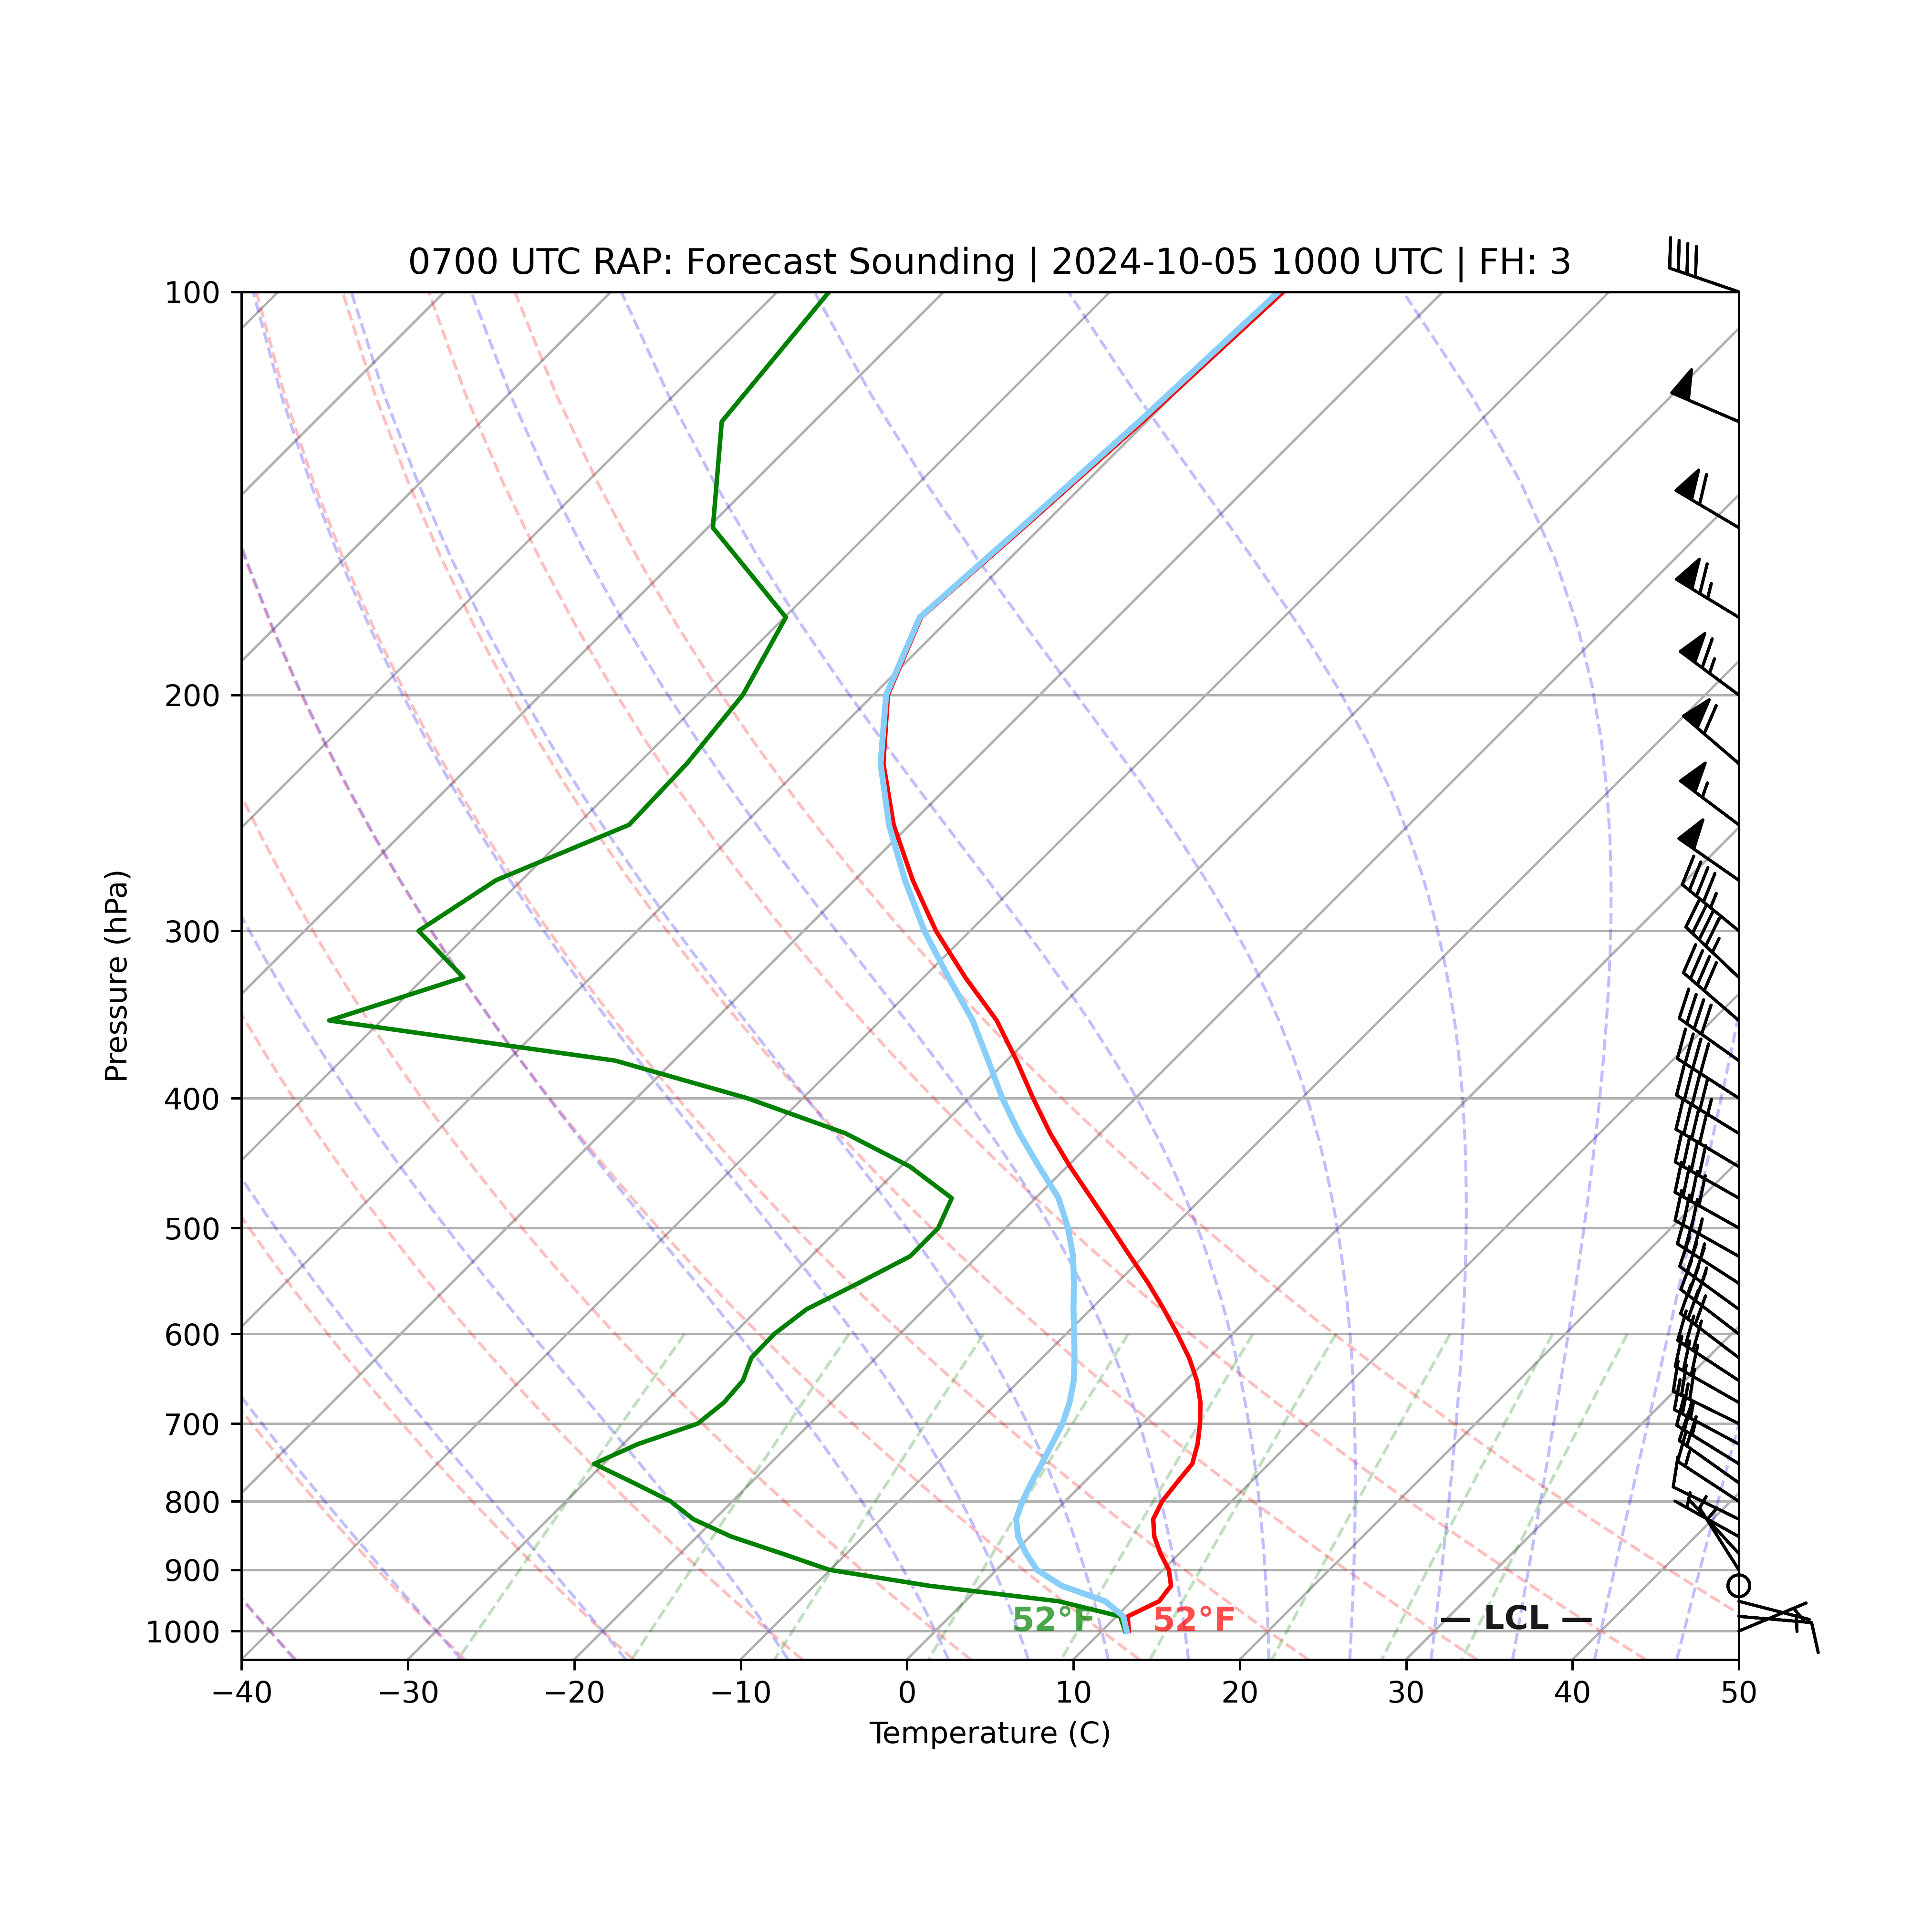 0700 UTC RAP: Forecast Sounding | 2024-10-05 1000 UTC | FH: 3
100
200
300
400
500
600
700
800
900
1000
Pressure (hPa)
52°F 52°F — LCL —
−40 −30 −20 −10 0 10 20 30 40 50
Temperature (C)